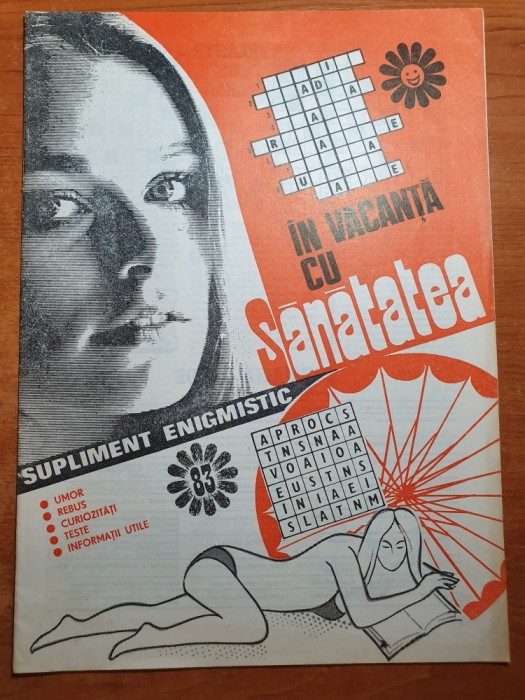 I
A D A
A
R A E
A A
U A A E
ÎN VACANȚĂ
CU
Sănătatea
SUPLIMENT ENIGMISTIC
83
UMOR
REBUS
CURIOZITĂȚI
TESTE
INFORMAȚII UTILE
A P R O C S
T N S N A A
V O A I O A
E U S T N S
I N I A E I
S L A T N M